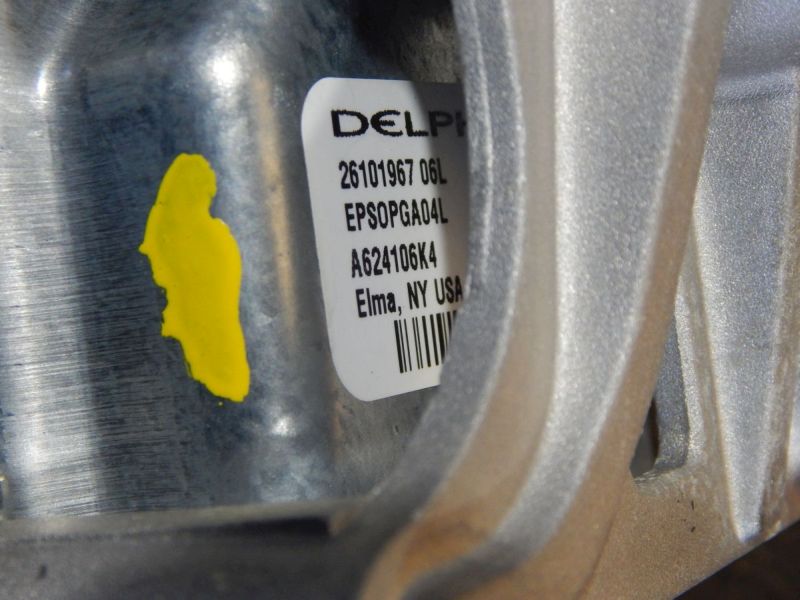 DELPH
26101967 06L
EPSOPGA04L
A624106K4
Elma, NY USA